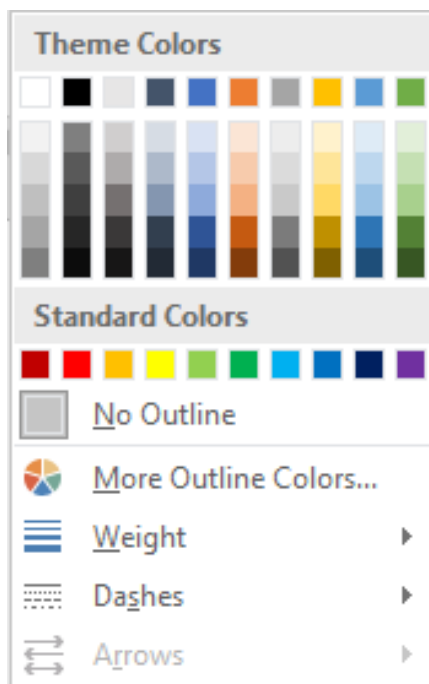 Theme Colors
Standard Colors
No Outline
More Outline Colors...
Weight
Dashes
Arrows